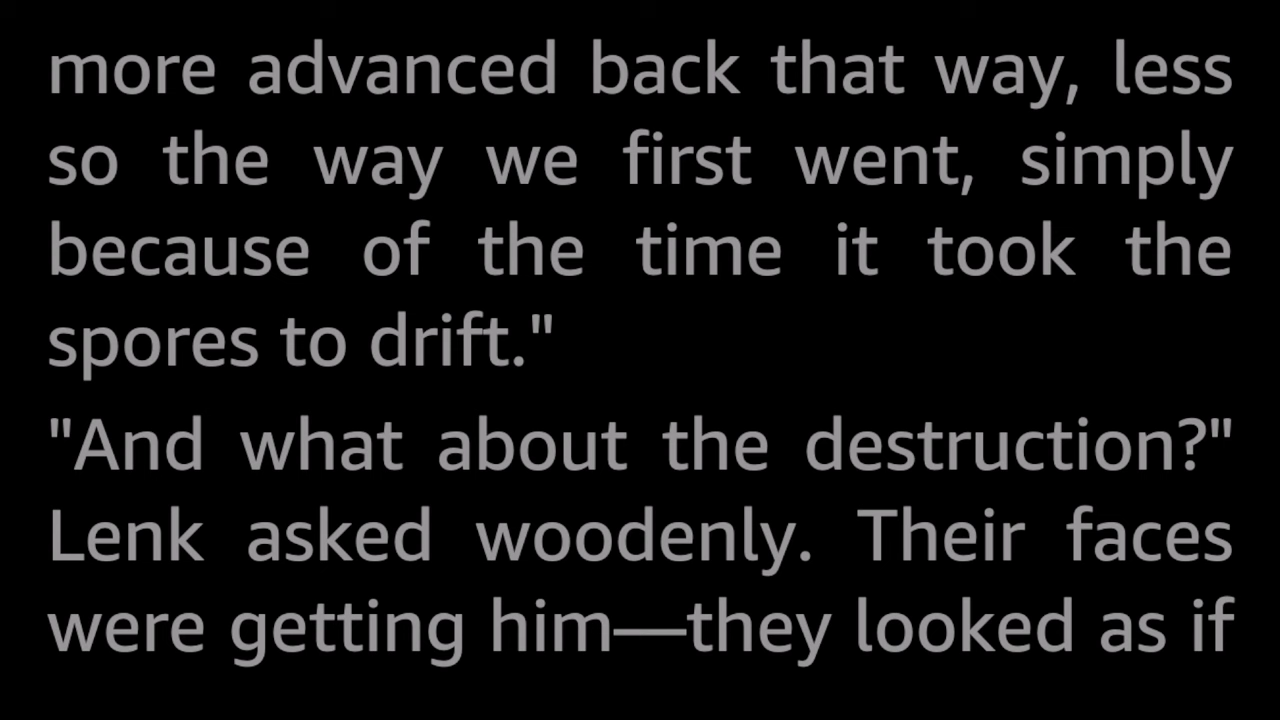 more advanced back that way, less
so the way we first went, simply
because of the time it took the
spores to drift."
"And what about the destruction?"
Lenk asked woodenly. Their faces
were getting him—they looked as if